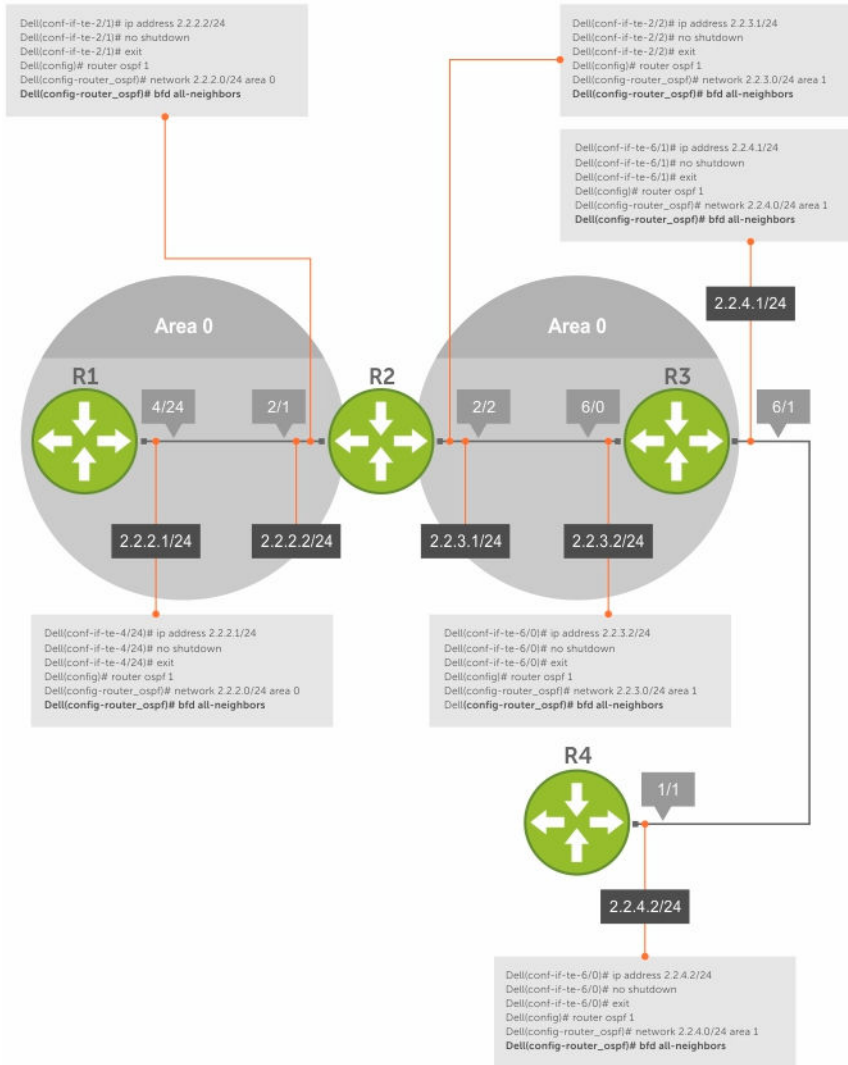 Dell(conf-if-te-2/1)# ip address 2.2.2.2/24
Dell(conf-if-te-2/1)# no shutdown
Dell(conf-if-te-2/1)# exit
Dell(config)# router ospf 1
Dell(config-router_ospf)# network 2.2.2.0/24 area 0
Dell(config-router_ospf)# bfd all-neighbors
Dell(conf-if-te-2/2)# ip address 2.2.3.1/24
Dell(conf-if-te-2/2)# no shutdown
Dell(conf-if-te-2/2)# exit
Dell(config)# router ospf 1
Dell(config-router_ospf)# network 2.2.3.0/24 area 1
Dell(config-router_ospf)# bfd all-neighbors
Dell(conf-if-te-6/1)# ip address 2.2.4.1/24
Dell(conf-if-te-6/1)# no shutdown
Dell(conf-if-te-6/1)# exit
Dell(config)# router ospf 1
Dell(config-router_ospf)# network 2.2.4.0/24 area 1
Dell(config-router_ospf)# bfd all-neighbors
2.2.4.1/24
Area 0
Area 0
R1
R2
R3
4/24
2/1
2/2
6/0
6/1
2.2.2.1/24
2.2.2.2/24
2.2.3.1/24
2.2.3.2/24
Dell(conf-if-te-4/24)# ip address 2.2.2.1/24
Dell(conf-if-te-4/24)# no shutdown
Dell(conf-if-te-4/24)# exit
Dell(config)# router ospf 1
Dell(config-router_ospf)# network 2.2.2.0/24 area 0
Dell(config-router_ospf)# bfd all-neighbors
Dell(conf-if-te-6/0)# ip address 2.2.3.2/24
Dell(conf-if-te-6/0)# no shutdown
Dell(conf-if-te-6/0)# exit
Dell(config)# router ospf 1
Dell(config-router_ospf)# network 2.2.3.0/24 area 1
Dell(config-router_ospf)# bfd all-neighbors
R4
1/1
2.2.4.2/24
Dell(conf-if-te-6/0)# ip address 2.2.4.2/24
Dell(conf-if-te-6/0)# no shutdown
Dell(conf-if-te-6/0)# exit
Dell(config)# router ospf 1
Dell(config-router_ospf)# network 2.2.4.0/24 area 1
Dell(config-router_ospf)# bfd all-neighbors